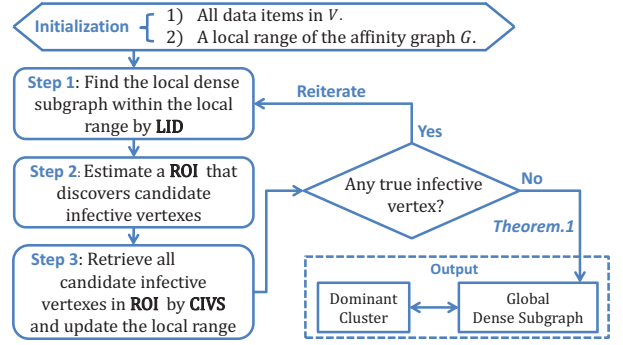 Initialization
1) All data items in V.
2) A local range of the affinity graph G.
Step 1: Find the local dense
subgraph within the local
range by LID
Reiterate
Yes
Step 2: Estimate a ROI that
discovers candidate
infective vertexes
Any true infective
vertex?
No
Theorem.1
Step 3: Retrieve all
candidate infective
vertexes in ROI by CIVS
and update the local range
Output
Dominant
Cluster
Global
Dense Subgraph